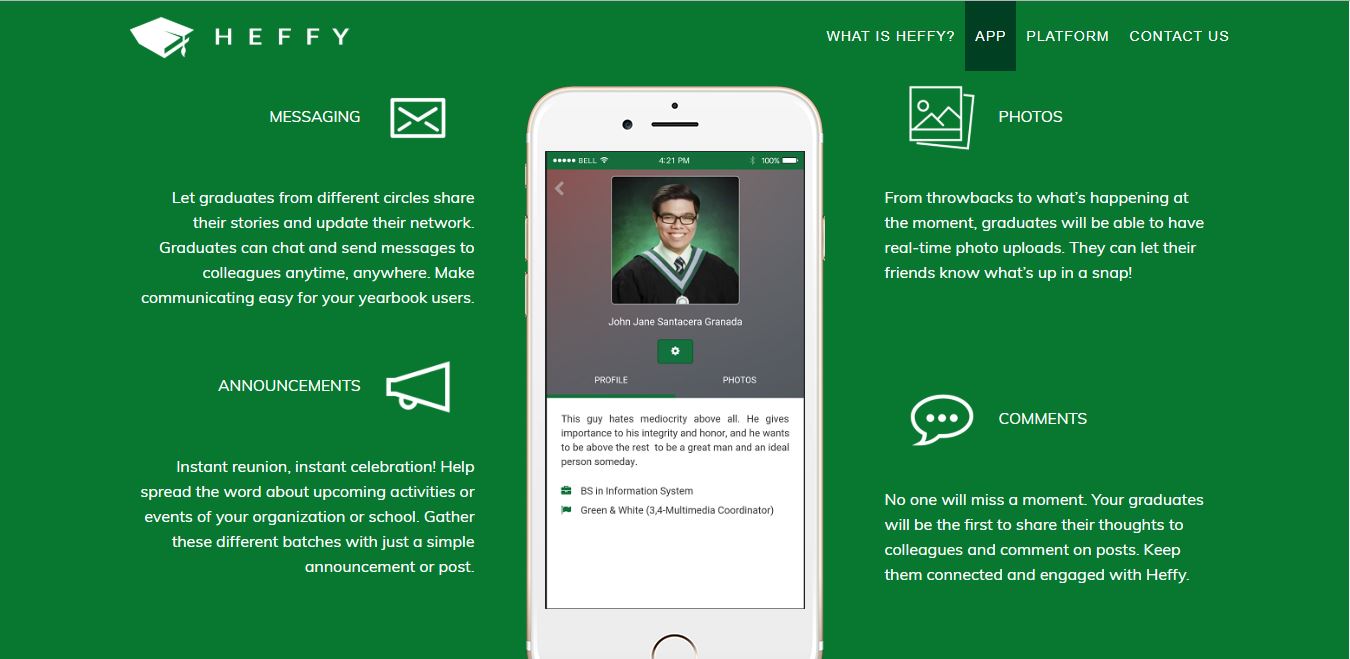 HEFFY
WHAT IS HEFFY?
APP
PLATFORM
CONTACT US
MESSAGING
Let graduates from different circles share
their stories and update their network.
Graduates can chat and send messages to
colleagues anytime, anywhere. Make
communicating easy for your yearbook users.
ANNOUNCEMENTS
Instant reunion, instant celebration! Help
spread the word about upcoming activities or
events of your organization or school. Gather
these different batches with just a simple
announcement or post.
BELL
4:21 PM
100%
John Jane Santacera Granada
PROFILE
PHOTOS
This guy hates mediocrity above all. He gives
importance to his integrity and honor, and he wants
to be above the rest to be a great man and an ideal
person someday.
BS in Information System
Green & White (3,4-Multimedia Coordinator)
PHOTOS
From throwbacks to what’s happening at
the moment, graduates will be able to have
real-time photo uploads. They can let their
friends know what’s up in a snap!
COMMENTS
No one will miss a moment. Your graduates
will be the first to share their thoughts to
colleagues and comment on posts. Keep
them connected and engaged with Heffy.